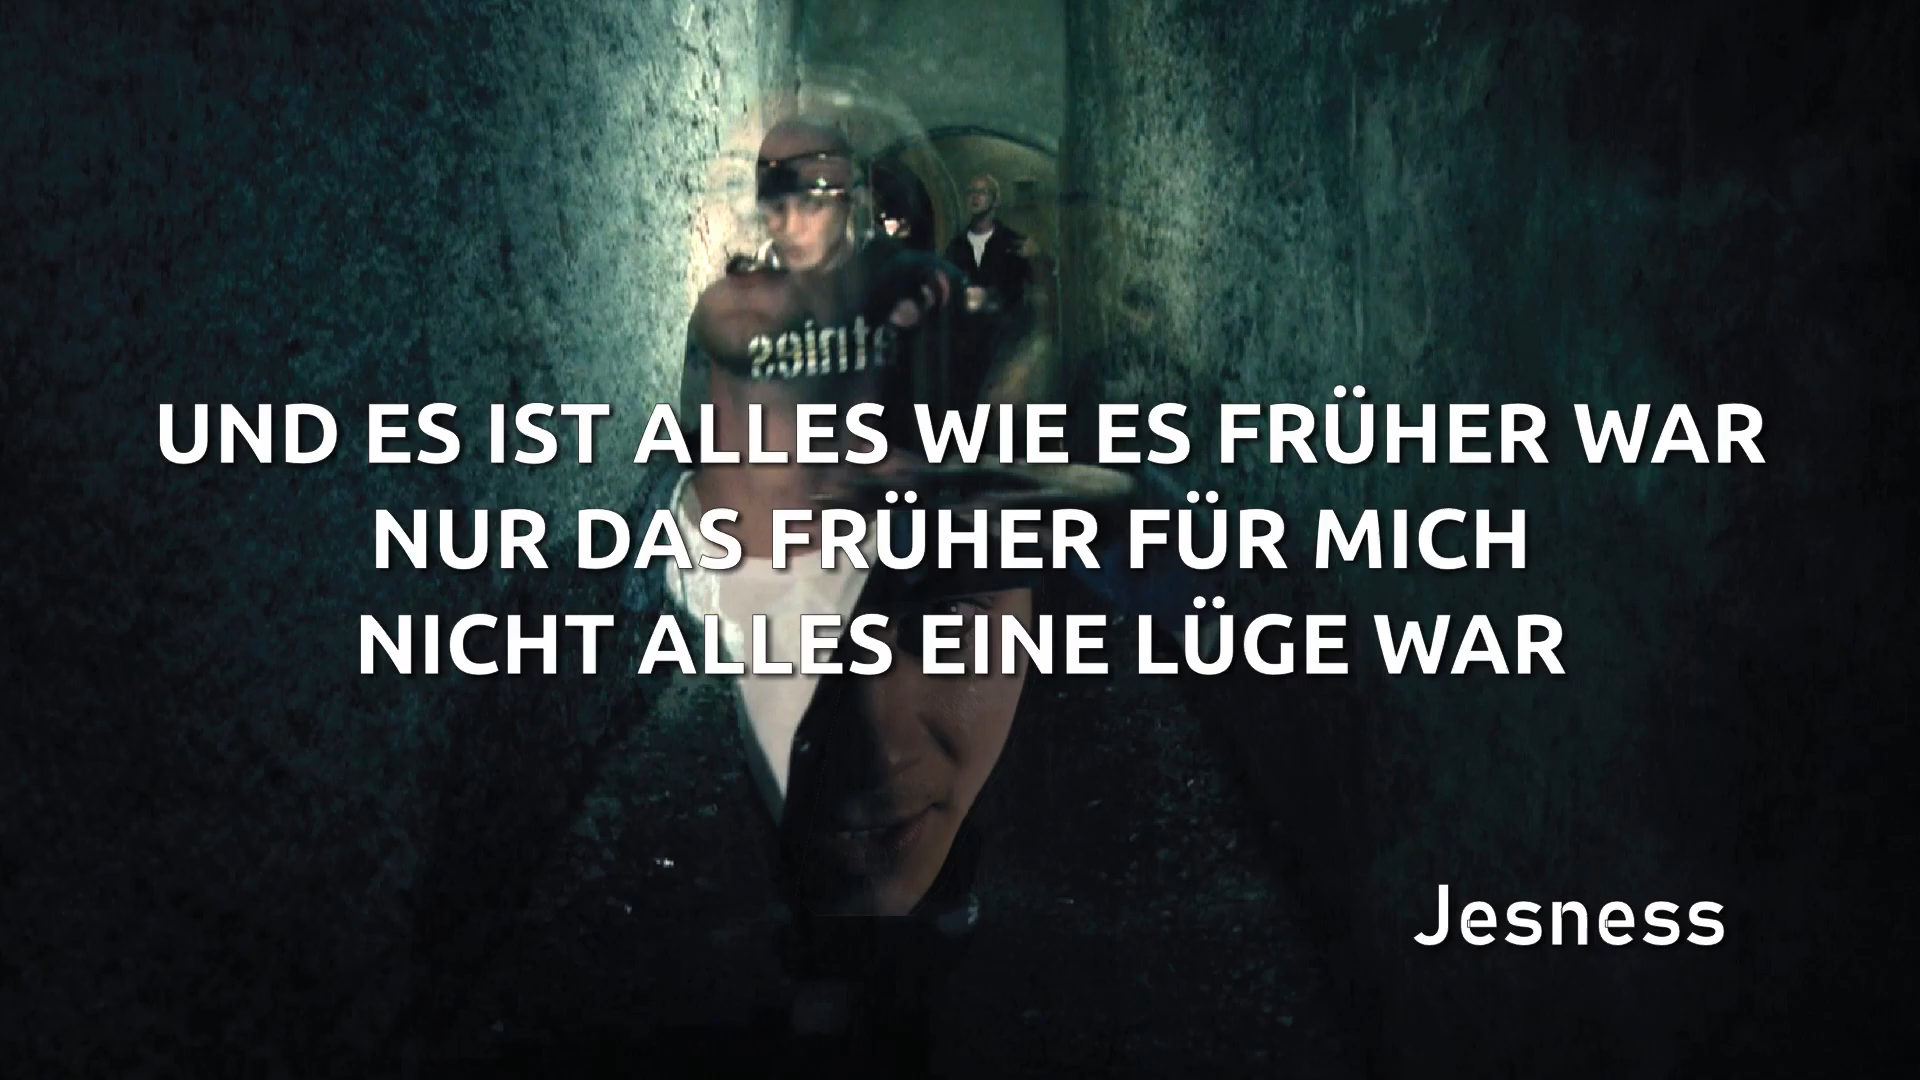 UND ES IST ALLES WIE ES FRÜHER WAR
NUR DAS FRÜHER FÜR MICH
NICHT ALLES EINE LÜGE WAR
Jesness